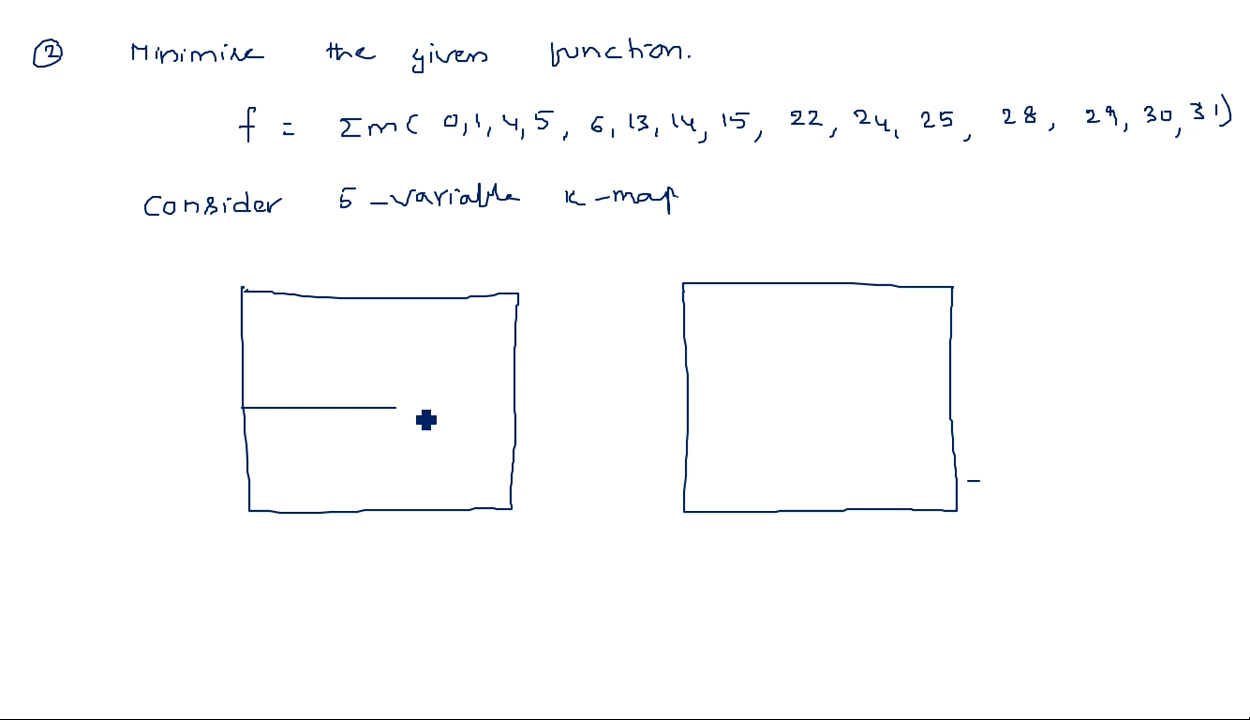 ② Minimize the given function.
f = Σm( 0,1,4,5, 6, 13, 14, 15, 22, 24, 25, 28, 29, 30, 31)
Consider 5-variable k-map